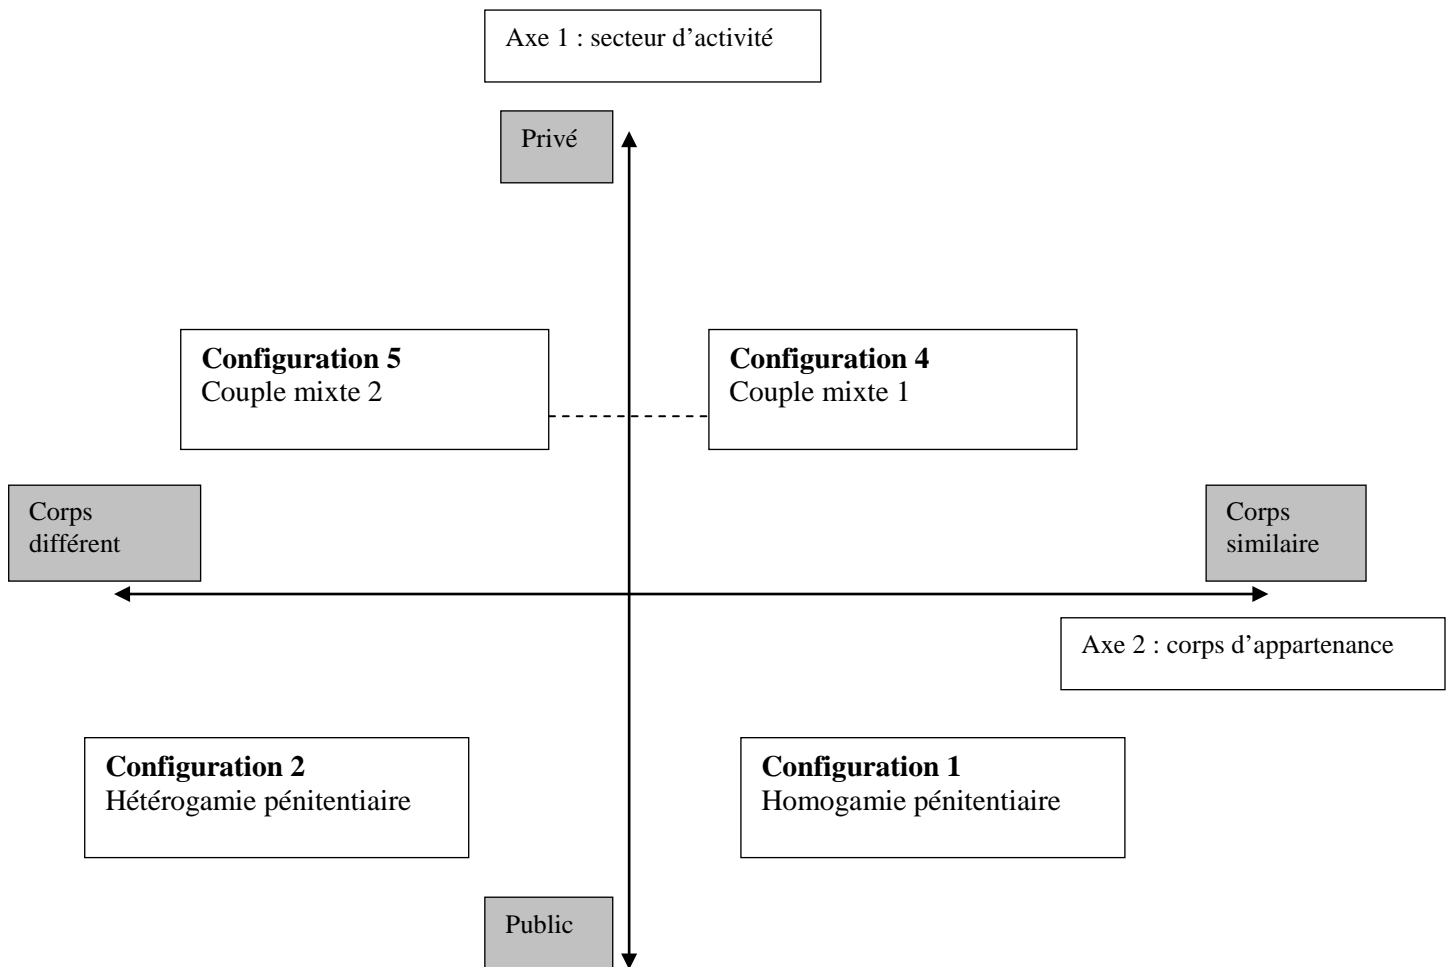 Axe 1 : secteur d’activité
Privé
Configuration 5
Couple mixte 2
Configuration 4
Couple mixte 1
Corps
différent
Corps
similaire
Axe 2 : corps d’appartenance
Configuration 2
Hétérogamie pénitentiaire
Configuration 1
Homogamie pénitentiaire
Public